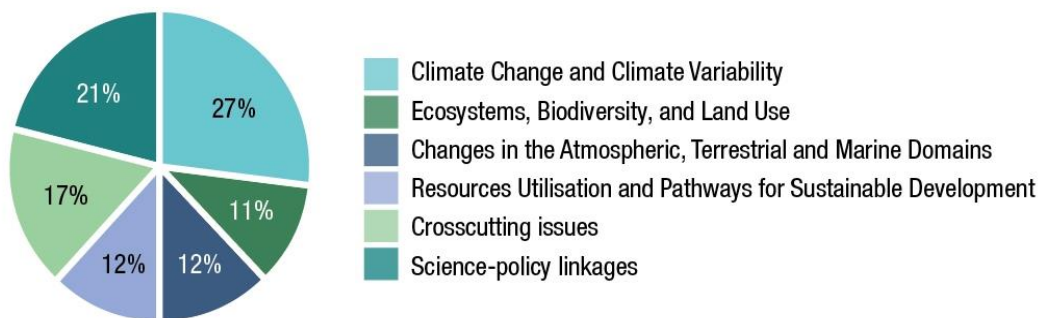 21%
27%
17%
11%
12%
12%
Climate Change and Climate Variability
Ecosystems, Biodiversity, and Land Use
Changes in the Atmospheric, Terrestrial and Marine Domains
Resources Utilisation and Pathways for Sustainable Development
Crosscutting issues
Science-policy linkages